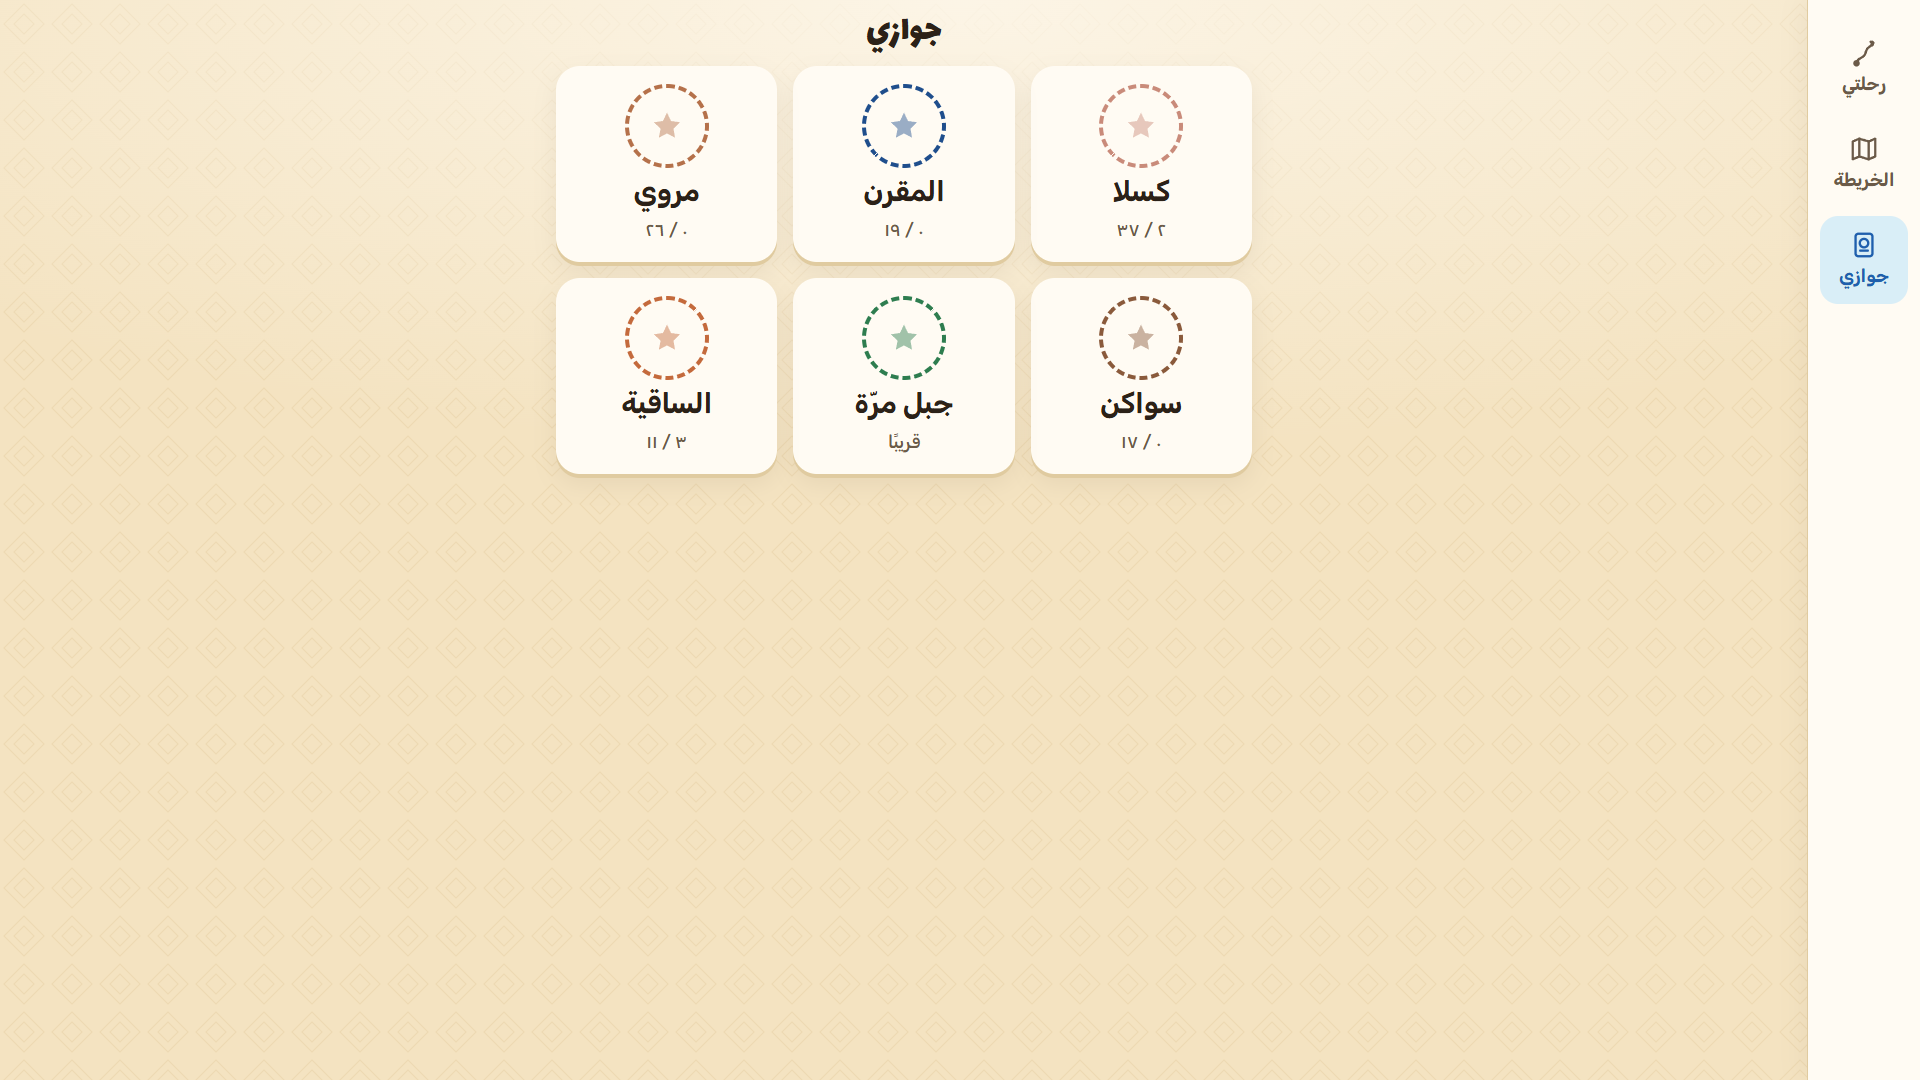 جوازي
كسلا
٢ / ٣٧
المقرن
٠ / ١٩
مروي
٠ / ٢٦
سواكن
٠ / ١٧
جبل مرّة
قريبًا
الساقية
٣ / ١١
رحلتي
الخريطة
جوازي